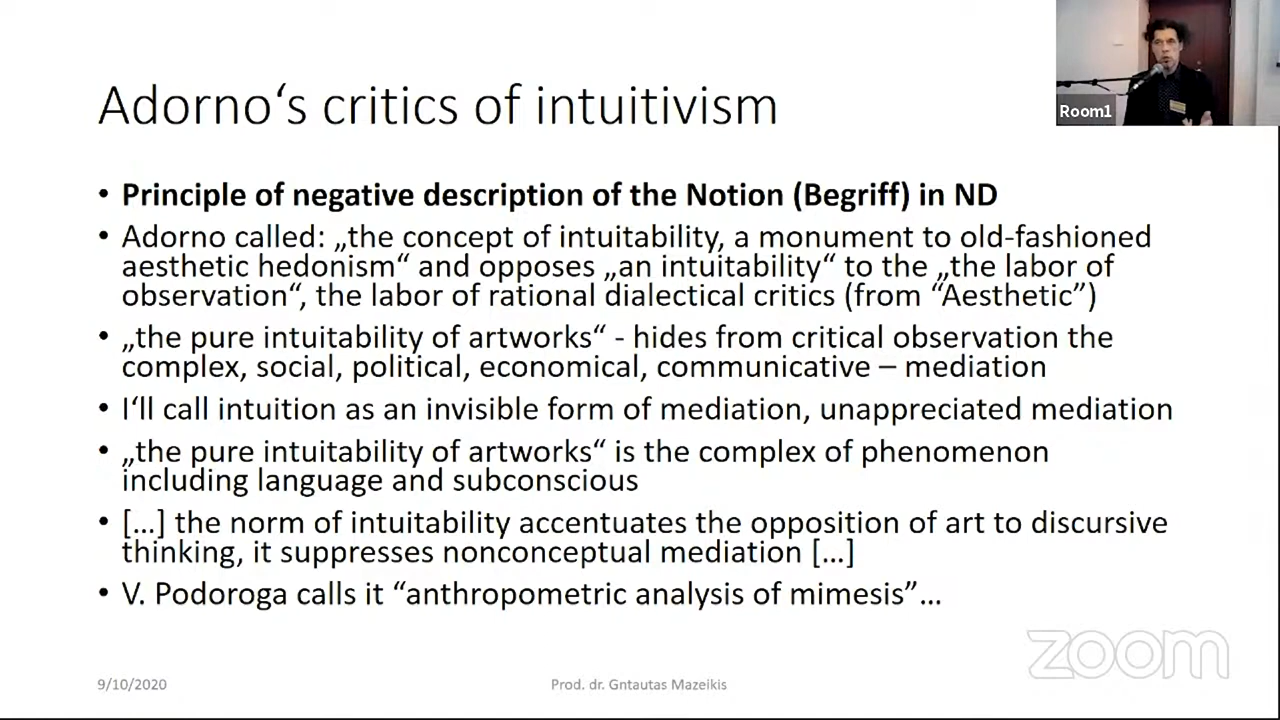 Adorno‘s critics of intuitivism
Room1
• Principle of negative description of the Notion (Begriff) in ND
• Adorno called: „the concept of intuitability, a monument to old-fashioned
aesthetic hedonism“ and opposes „an intuitability“ to the „the labor of
observation“, the labor of rational dialectical critics (from “Aesthetic”)
• „the pure intuitability of artworks“ - hides from critical observation the
complex, social, political, economical, communicative – mediation
• I‘ll call intuition as an invisible form of mediation, unappreciated mediation
• „the pure intuitability of artworks“ is the complex of phenomenon
including language and subconscious
• […] the norm of intuitability accentuates the opposition of art to discursive
thinking, it suppresses nonconceptual mediation […]
• V. Podoroga calls it “anthropometric analysis of mimesis”…
zoom
9/10/2020
Prod. dr. Gntautas Mazeikis